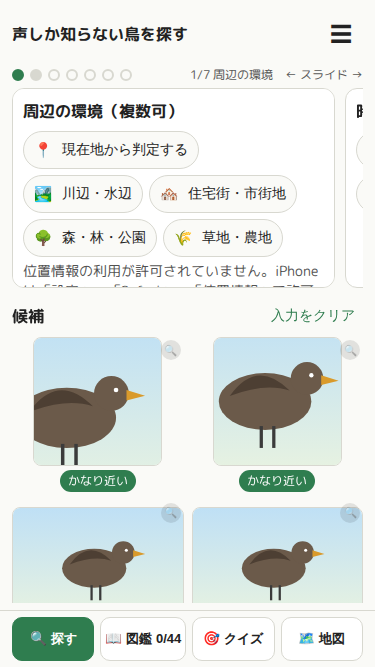 声しか知らない鳥を探す
1/7 周辺の環境 ← スライド →
周辺の環境（複数可）
現在地から判定する
川辺・水辺
住宅街・市街地
森・林・公園
草地・農地
位置情報の利用が許可されていません。iPhone
候補
入力をクリア
かなり近い
かなり近い
探す
図鑑 0/44
クイズ
地図